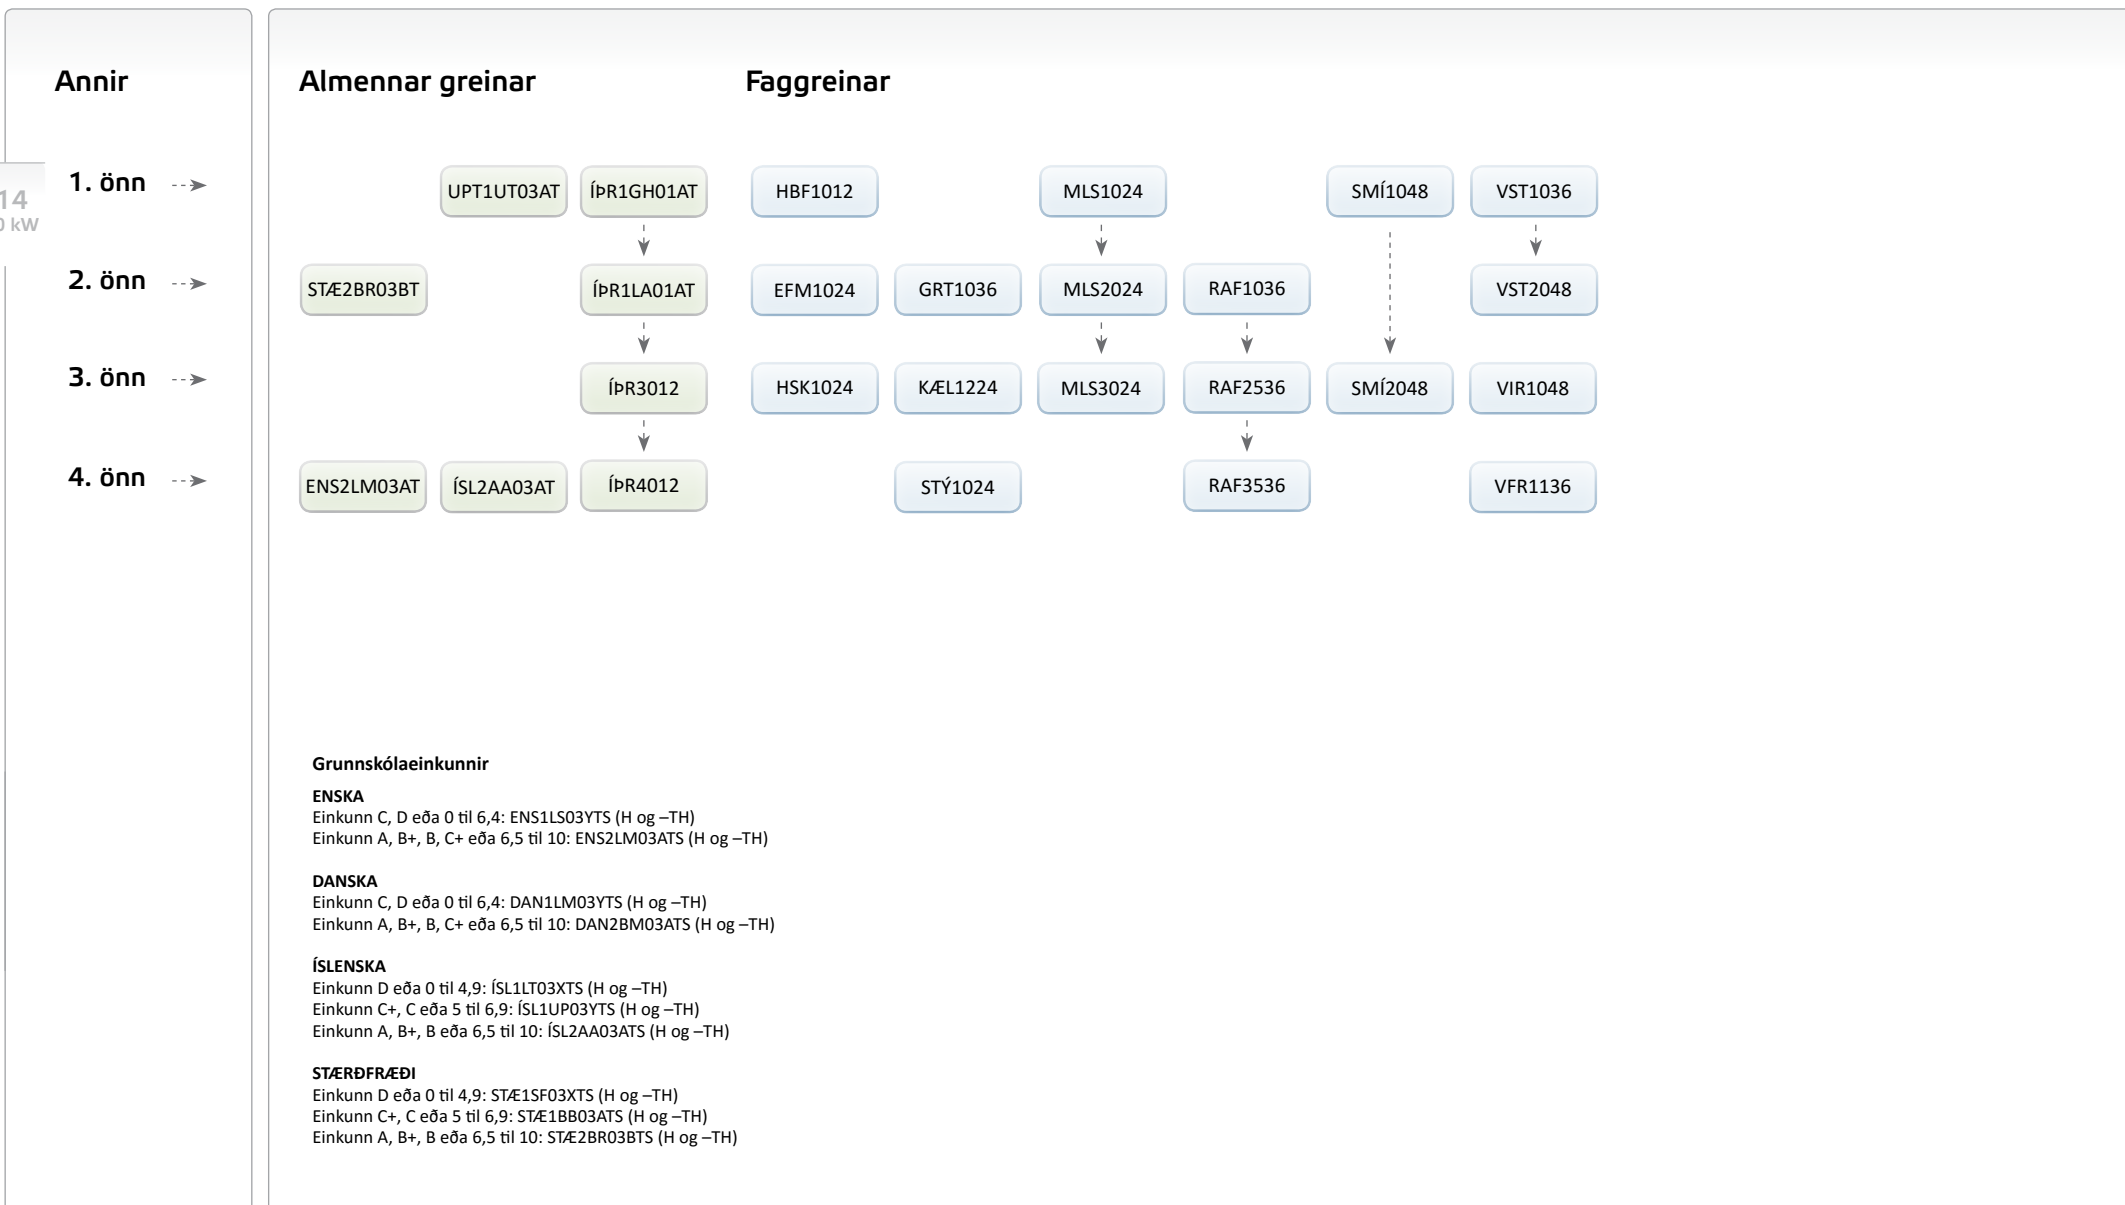 Annir
Almennar greinar
Faggreinar
1. önn
UPT1UT03AT ÍÞR1GH01AT HBF1012 MLS1024 SMÍ1048 VST1036
14
0 kW
2. önn
STÆ2BR03BT ÍÞR1LA01AT EFM1024 GRT1036 MLS2024 RAF1036 VST2048
3. önn
ÍÞR3012 HSK1024 KÆL1224 MLS3024 RAF2536 SMÍ2048 VIR1048
4. önn
ENS2LM03AT ÍSL2AA03AT ÍÞR4012 STÝ1024 RAF3536 VFR1136
Grunnskólaeinkunnir
ENSKA
Einkunn C, D eða 0 til 6,4: ENS1LS03YTS (H og –TH)
Einkunn A, B+, B, C+ eða 6,5 til 10: ENS2LM03ATS (H og –TH)
DANSKA
Einkunn C, D eða 0 til 6,4: DAN1LM03YTS (H og –TH)
Einkunn A, B+, B, C+ eða 6,5 til 10: DAN2BM03ATS (H og –TH)
ÍSLENSKA
Einkunn D eða 0 til 4,9: ÍSL1LT03XTS (H og –TH)
Einkunn C+, C eða 5 til 6,9: ÍSL1UP03YTS (H og –TH)
Einkunn A, B+, B eða 6,5 til 10: ÍSL2AA03ATS (H og –TH)
STÆRÐFRÆÐI
Einkunn D eða 0 til 4,9: STÆ1SF03XTS (H og –TH)
Einkunn C+, C eða 5 til 6,9: STÆ1BB03ATS (H og –TH)
Einkunn A, B+, B eða 6,5 til 10: STÆ2BR03BTS (H og –TH)